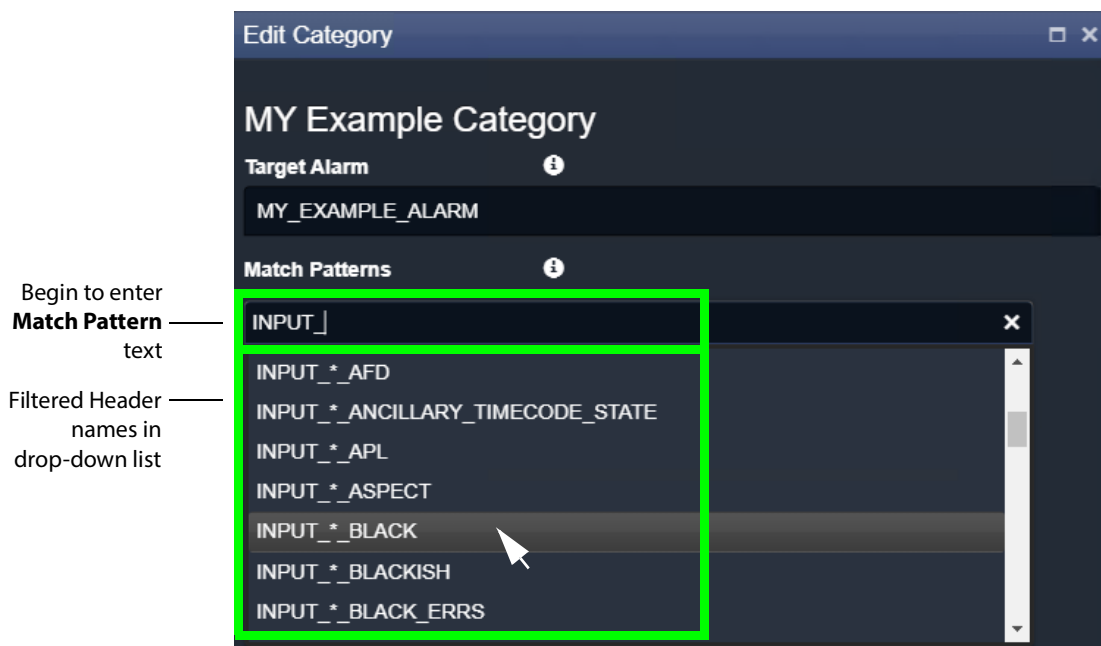 Edit Category
MY Example Category
Target Alarm
MY_EXAMPLE_ALARM
Match Patterns
Begin to enter
Match Pattern
text
INPUT_
Filtered Header
names in
drop-down list
INPUT_*_AFD
INPUT_*_ANCILLARY_TIMECODE_STATE
INPUT_*_APL
INPUT_*_ASPECT
INPUT_*_BLACK
INPUT_*_BLACKISH
INPUT_*_BLACK_ERRS